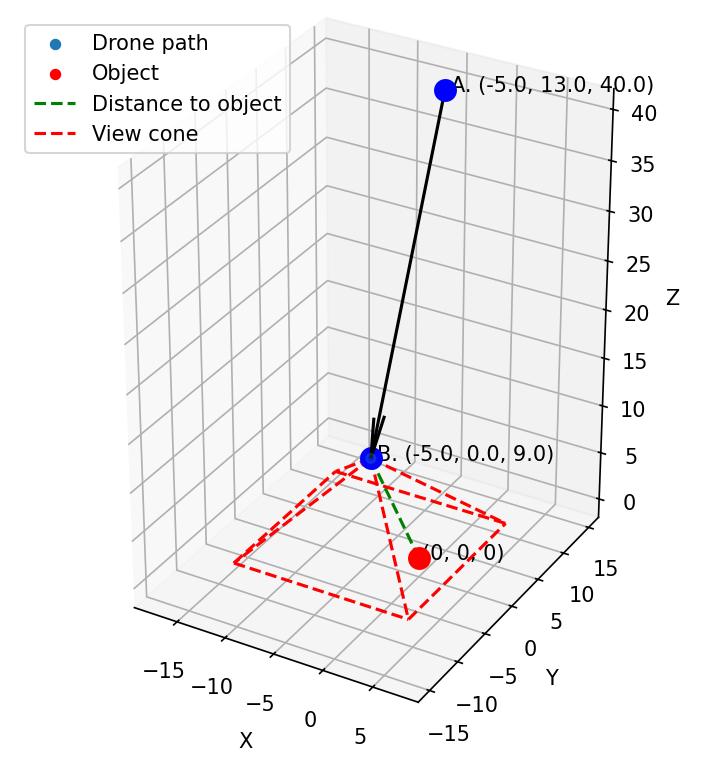 Drone path
Object
Distance to object
View cone
A. (-5.0, 13.0, 40.0)
40
35
30
25
Z
20
15
10
B. (-5.0, 0.0, 9.0)
5
0
(0, 0, 0)
15
10
5
0
−5
Y
−10
−15
−15
−10
−5
0
5
X